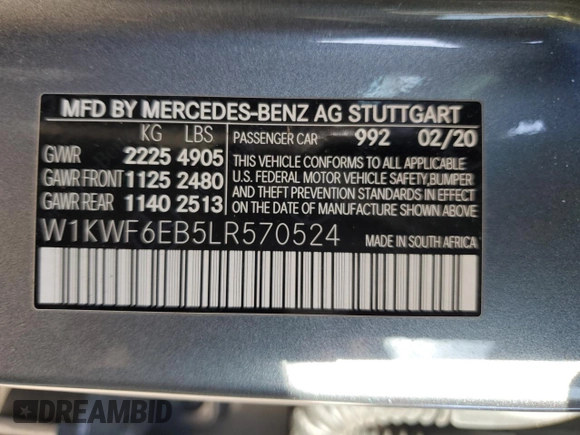 MFD BY MERCEDES-BENZ AG STUTTGART
KG LBS PASSENGER CAR 992 02/20
GVWR 2225 4905
GAWR FRONT 1125 2480
GAWR REAR 1140 2513
THIS VEHICLE CONFORMS TO ALL APPLICABLE
U.S. FEDERAL MOTOR VEHICLE SAFETY, BUMPER
AND THEFT PREVENTION STANDARDS IN EFFECT
ON THE DATE OF MANUFACTURE SHOWN ABOVE.
W1KWF6EB5LR570524 MADE IN SOUTH AFRICA
DREAMBID